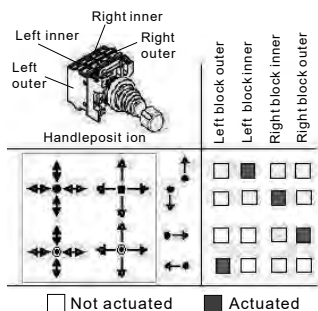 Right inner
Left inner
Right
outer
Left
outer
Handleposit ion
Left block outer
Left block inner
Right block inner
Right block outer
Not actuated
Actuated